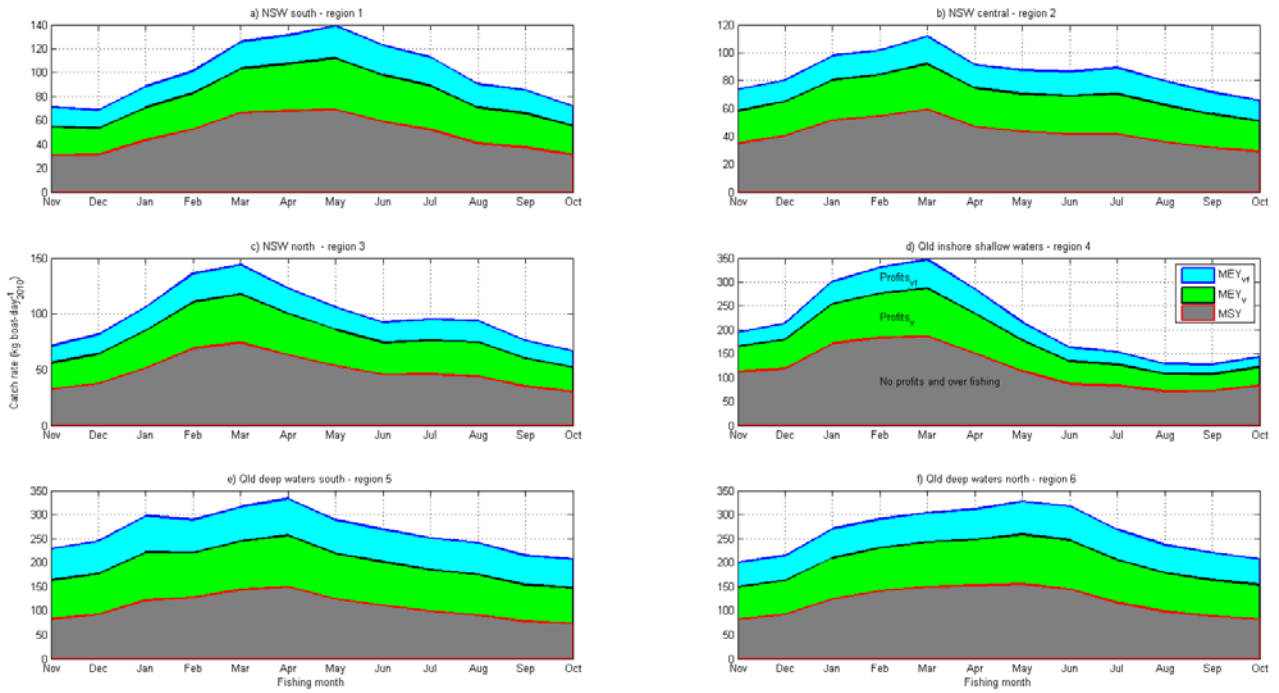 a) NSW south - region 1
140
120
100
80
60
40
20
0
Nov Dec Jan Feb Mar Apr May Jun Jul Aug Sep Oct
b) NSW central - region 2
120
100
80
60
40
20
0
Nov Dec Jan Feb Mar Apr May Jun Jul Aug Sep Oct
c) NSW north - region 3
Catch rate (kg boat-day-1 2010)
150
100
50
0
Nov Dec Jan Feb Mar Apr May Jun Jul Aug Sep Oct
d) Qld inshore shallow waters - region 4
350
300
250
200
150
100
50
0
Profits vf
Profits v
No profits and over fishing
MEY vf
MEY v
MSY
Nov Dec Jan Feb Mar Apr May Jun Jul Aug Sep Oct
e) Qld deep waters south - region 5
350
300
250
200
150
100
50
0
Nov Dec Jan Feb Mar Apr May Jun Jul Aug Sep Oct
Fishing month
f) Qld deep waters north - region 6
350
300
250
200
150
100
50
0
Nov Dec Jan Feb Mar Apr May Jun Jul Aug Sep Oct
Fishing month